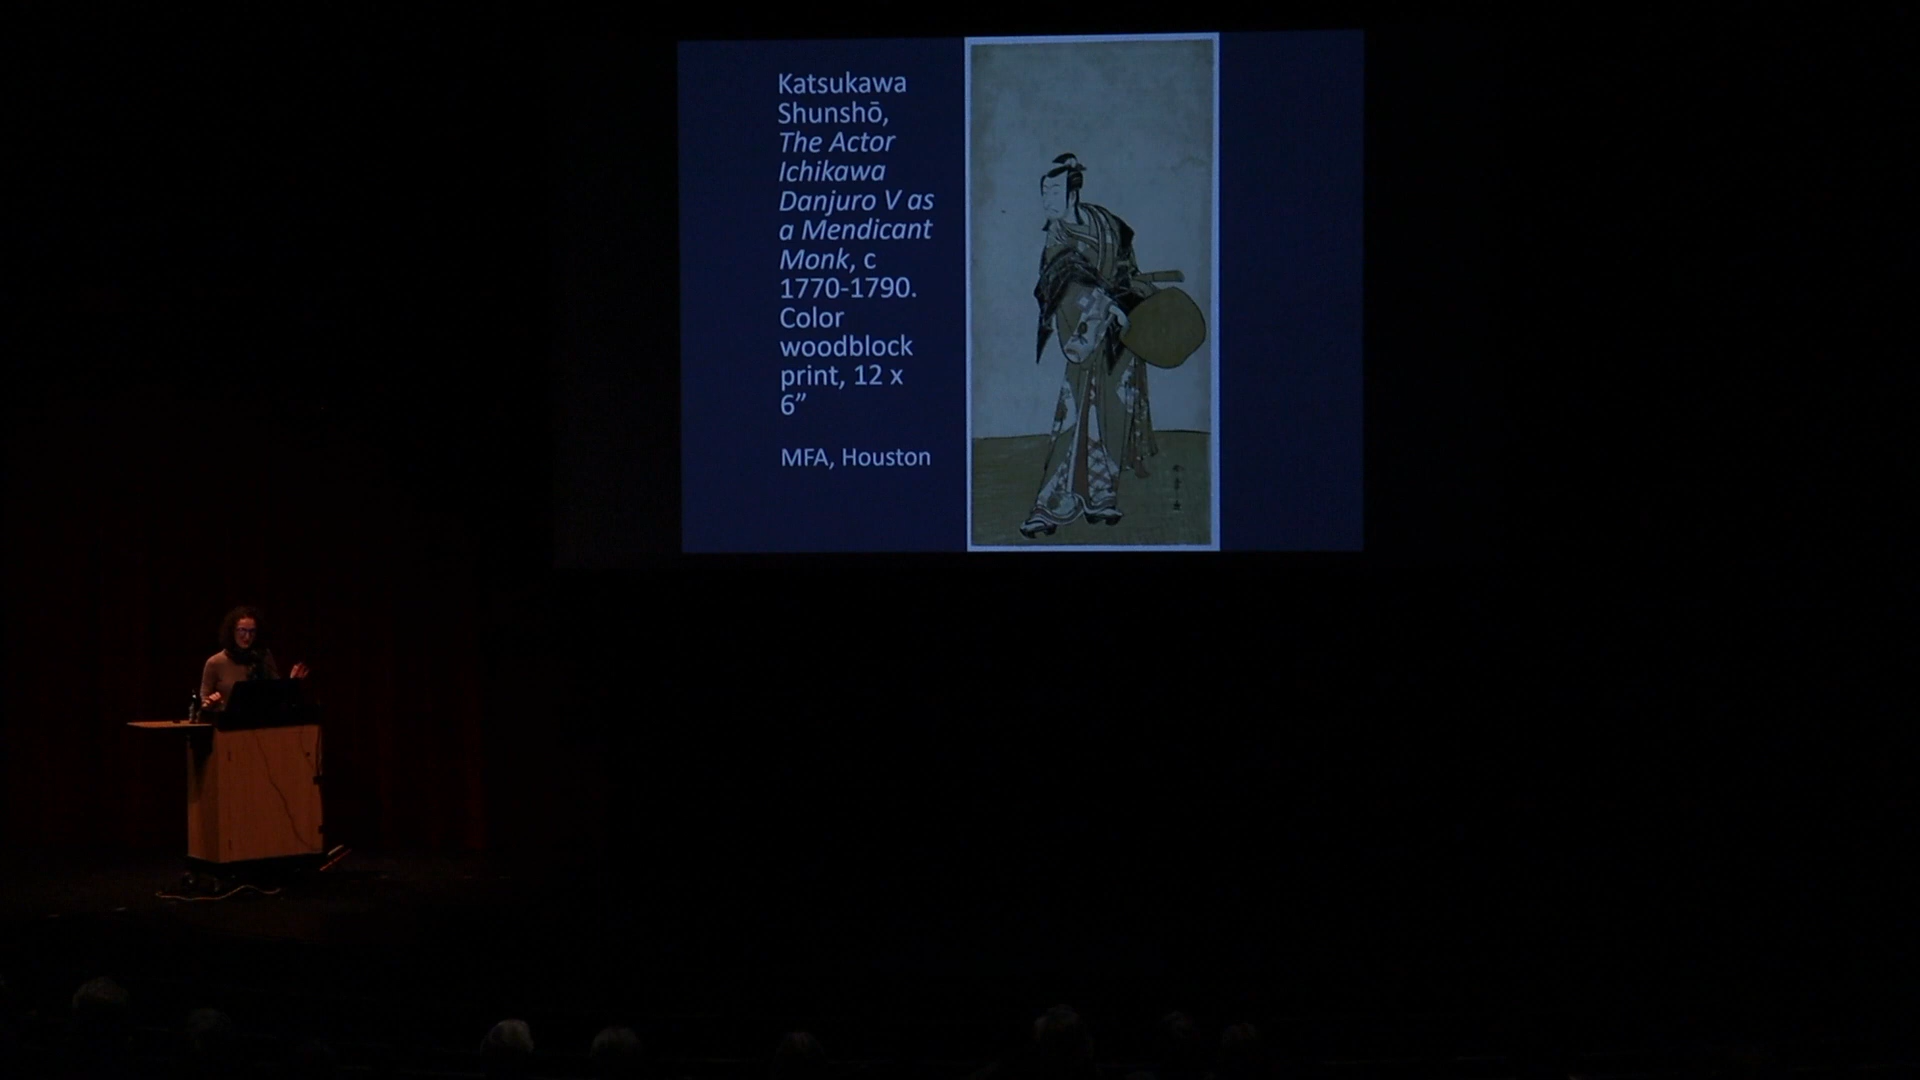 Katsukawa
Shunshō,
The Actor
Ichikawa
Danjuro V as
a Mendicant
Monk, c
1770-1790.
Color
woodblock
print, 12 x
6”
MFA, Houston